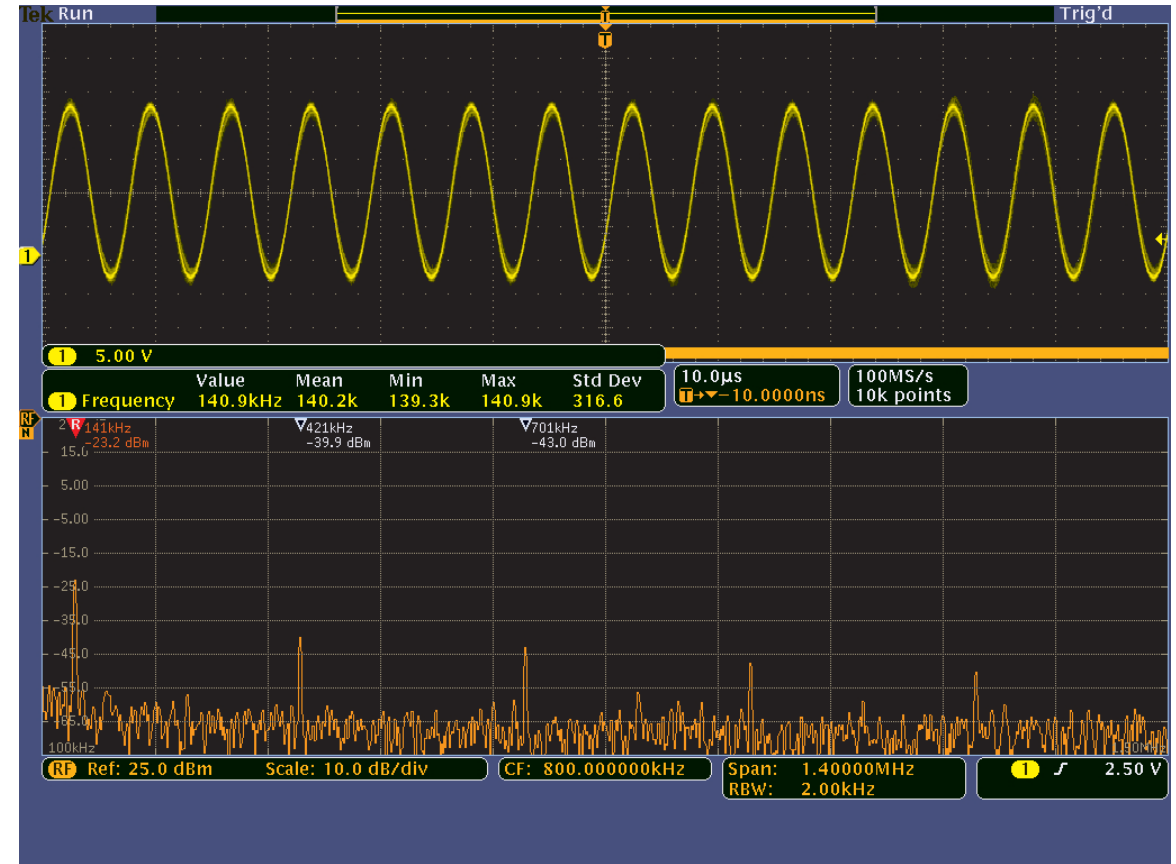 Tek Run Trig'd
T
T
1
1 5.00 V
Value Mean Min Max Std Dev
1 Frequency 140.9kHz 140.2k 139.3k 140.9k 316.6
10.0µs
T→▼−10.0000ns
100MS/s
10k points
RF
N
R 141kHz
−23.2 dBm
421kHz
−39.9 dBm
701kHz
−43.0 dBm
15.0
5.00
−5.00
−15.0
−25.0
−35.0
−45.0
−55.0
−65.0
100kHz
RF Ref: 25.0 dBm Scale: 10.0 dB/div
CF: 800.000000kHz
Span: 1.40000MHz
RBW: 2.00kHz
1 2.50 V